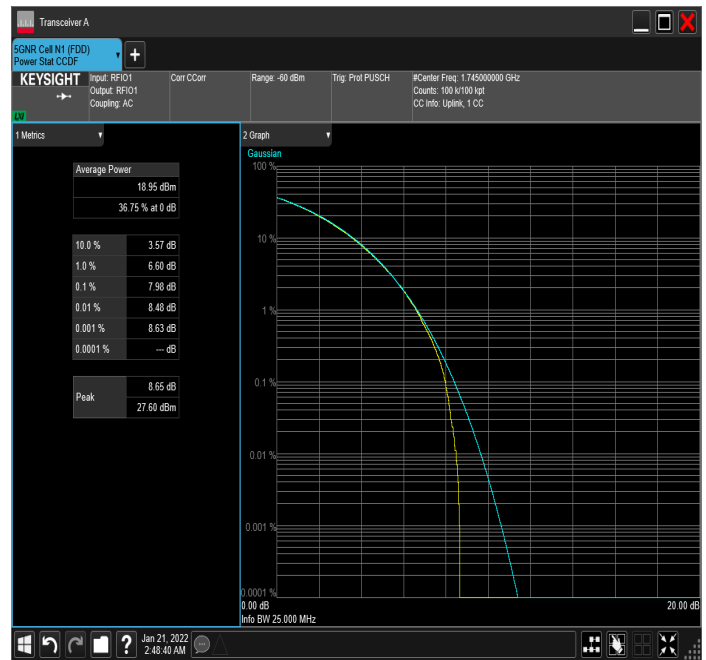 Transceiver A
5GNR Cell N1 (FDD)
Power Stat CCDF
+
KEYSIGHT
LXI
Input: RFIO1
Output: RFIO1
Coupling: AC
Corr CCorr
Range: -60 dBm
Trig: Prot PUSCH
#Center Freq: 1.745000000 GHz
Counts: 100 k/100 kpt
CC Info: Uplink, 1 CC
1 Metrics
Average Power
18.95 dBm
36.75 % at 0 dB
10.0 % 3.57 dB
1.0 % 6.60 dB
0.1 % 7.98 dB
0.01 % 8.48 dB
0.001 % 8.63 dB
0.0001 % --- dB
Peak
8.65 dB
27.60 dBm
2 Graph
Gaussian
100 %
10 %
1 %
0.1 %
0.01 %
0.001 %
0.0001 %
0.00 dB 20.00 dB
Info BW 25.000 MHz
?
Jan 21, 2022
2:48:40 AM